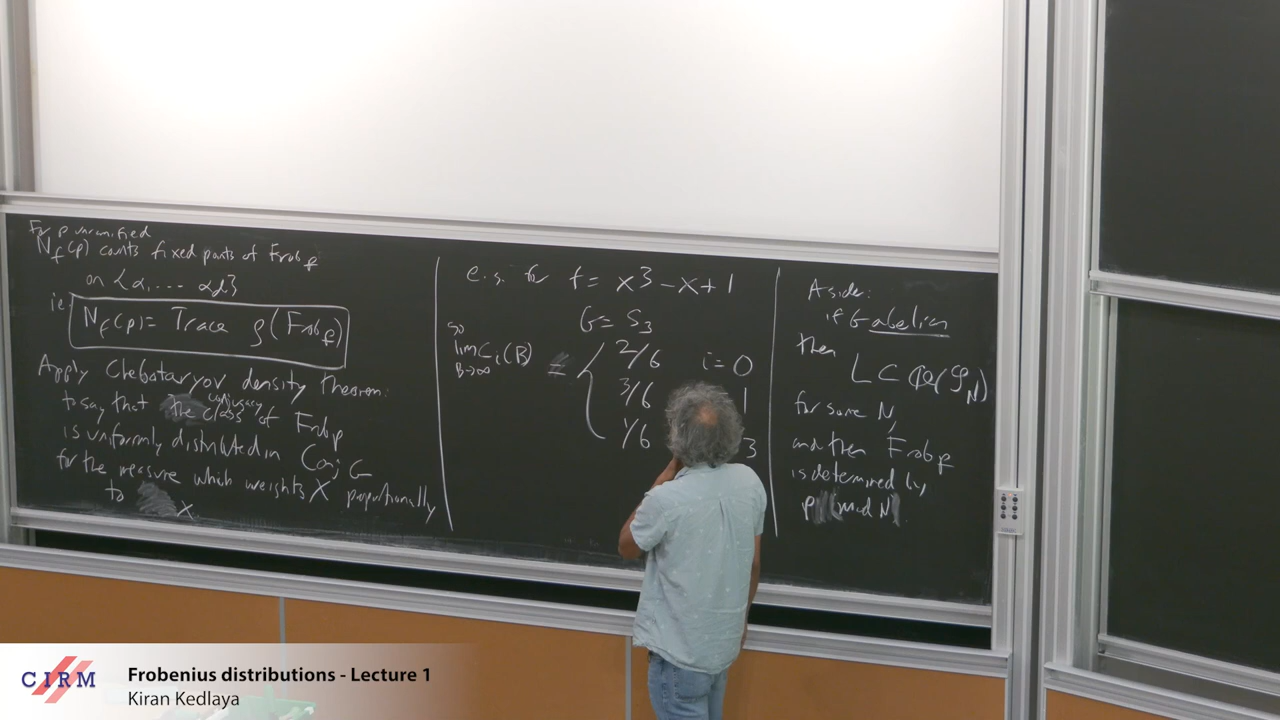 For p unramified
N_f(p) counts fixed parts of Frob_p
on {α_1 ... α_d}
ie:
N_f(p) = Trace ρ(Frob_p)
Apply Chebotaryov density theorem:
to say that the conjugacy class of Frob_p
is uniformly distributed in Conj G
for the measure which weights X proportionally
to X
e.g. for f = x³ - x + 1
G = S_3
so
lim C_i(B) = { 2/6 i = 0
B→∞
3/6 1
1/6 3
Aside:
if G abelian
then
L ⊂ Q(ζ_N)
for some N,
and then Frob_p
is determined by
p mod N.
CIRM
Frobenius distributions - Lecture 1
Kiran Kedlaya